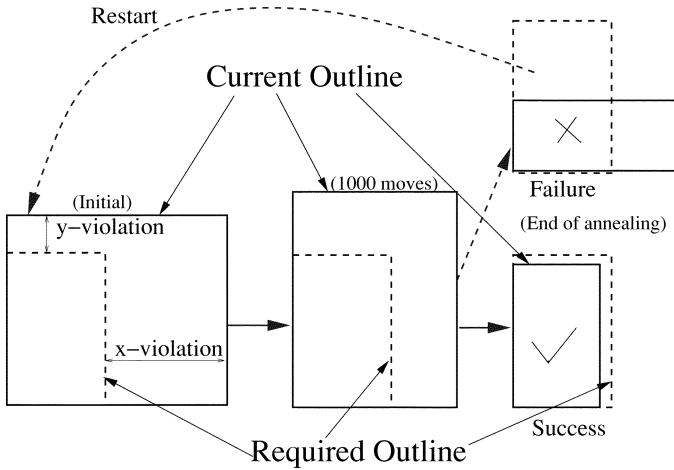 Restart
Current Outline
(Initial)
(1000 moves)
Failure
y−violation
(End of annealing)
x−violation
Success
Required Outline